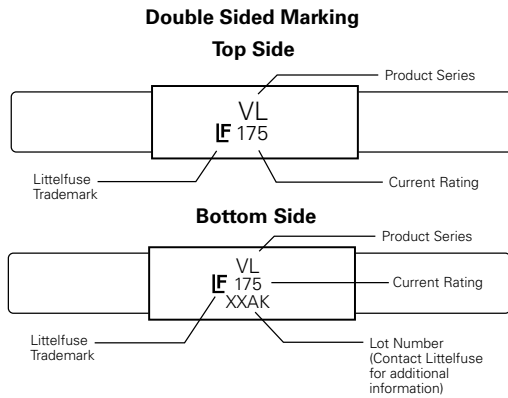 Double Sided Marking
Top Side
Product Series
VL
LF 175
Littelfuse
Trademark
Current Rating
Bottom Side
Product Series
VL
LF 175
Current Rating
XXAK
Littelfuse
Trademark
Lot Number
(Contact Littelfuse
for additional
information)